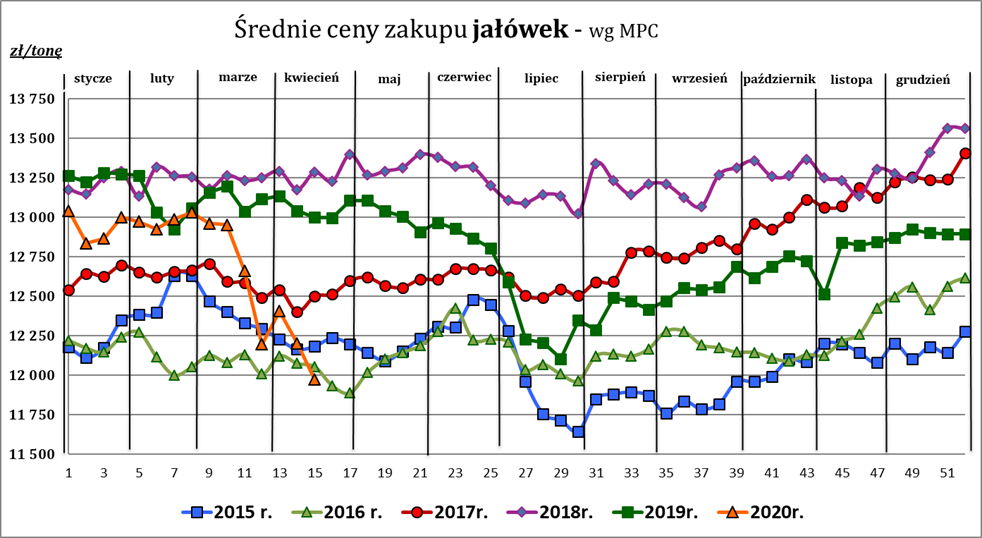 Średnie ceny zakupu jałówek - wg MPC
zł/tonę
stycze luty marze kwiecień maj czerwiec lipiec sierpień wrzesień październik listopa grudzień
13 750
13 500
13 250
13 000
12 750
12 500
12 250
12 000
11 750
11 500
1 3 5 7 9 11 13 15 17 19 21 23 25 27 29 31 33 35 37 39 41 43 45 47 49 51
2015 r. 2016 r. 2017r. 2018r. 2019r. 2020r.